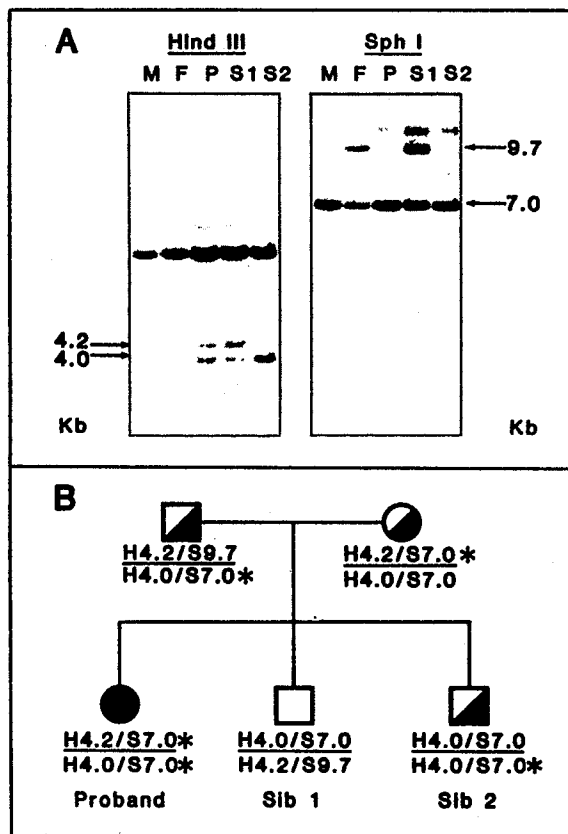 A
Hind III
Sph I
M F P S1 S2
M F P S1 S2
9.7
7.0
4.2
4.0
Kb
Kb
B
H4.2/S9.7
H4.0/S7.0*
H4.2/S7.0*
H4.0/S7.0
H4.2/S7.0*
H4.0/S7.0*
H4.0/S7.0
H4.2/S9.7
H4.0/S7.0
H4.0/S7.0*
Proband
Sib 1
Sib 2